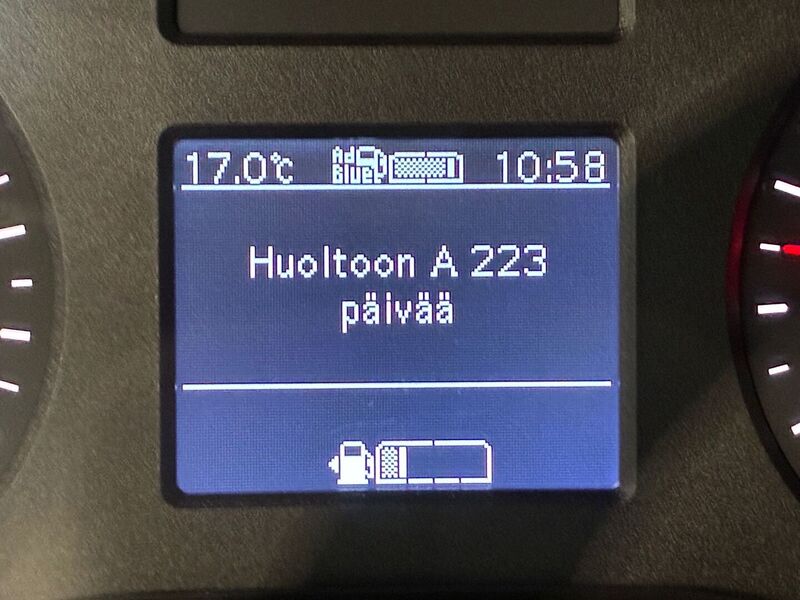 17.0°C Ad Blue 10:58
Huoltoon A 223
päivää